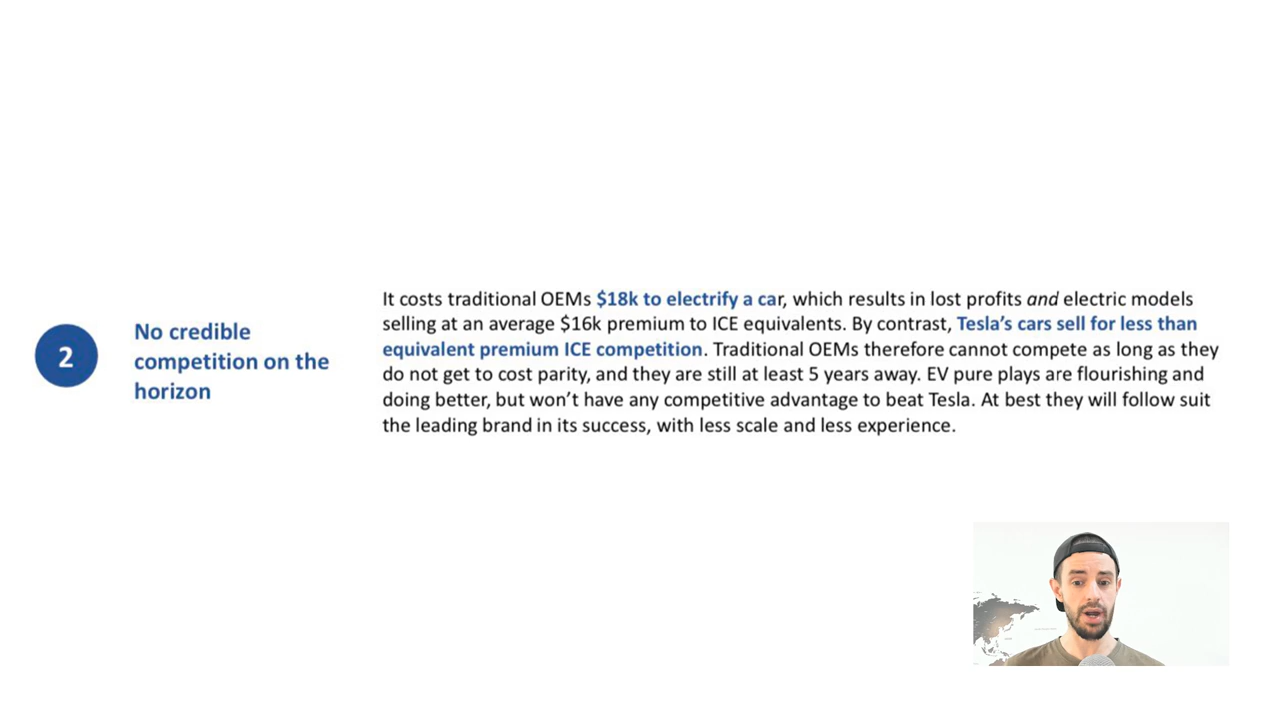 2
No credible
competition on the
horizon
It costs traditional OEMs $18k to electrify a car, which results in lost profits and electric models
selling at an average $16k premium to ICE equivalents. By contrast, Tesla’s cars sell for less than
equivalent premium ICE competition. Traditional OEMs therefore cannot compete as long as they
do not get to cost parity, and they are still at least 5 years away. EV pure plays are flourishing and
doing better, but won’t have any competitive advantage to beat Tesla. At best they will follow suit
the leading brand in its success, with less scale and less experience.